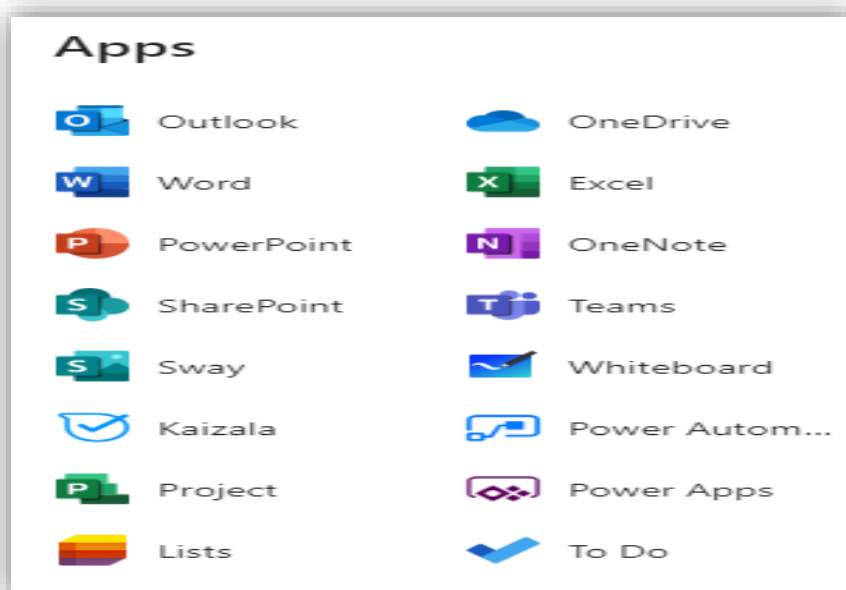 Apps
O Outlook OneDrive
W Word X Excel
P PowerPoint N OneNote
S SharePoint T Teams
S Sway Whiteboard
Kaizala Power Autom...
P Project Power Apps
Lists To Do